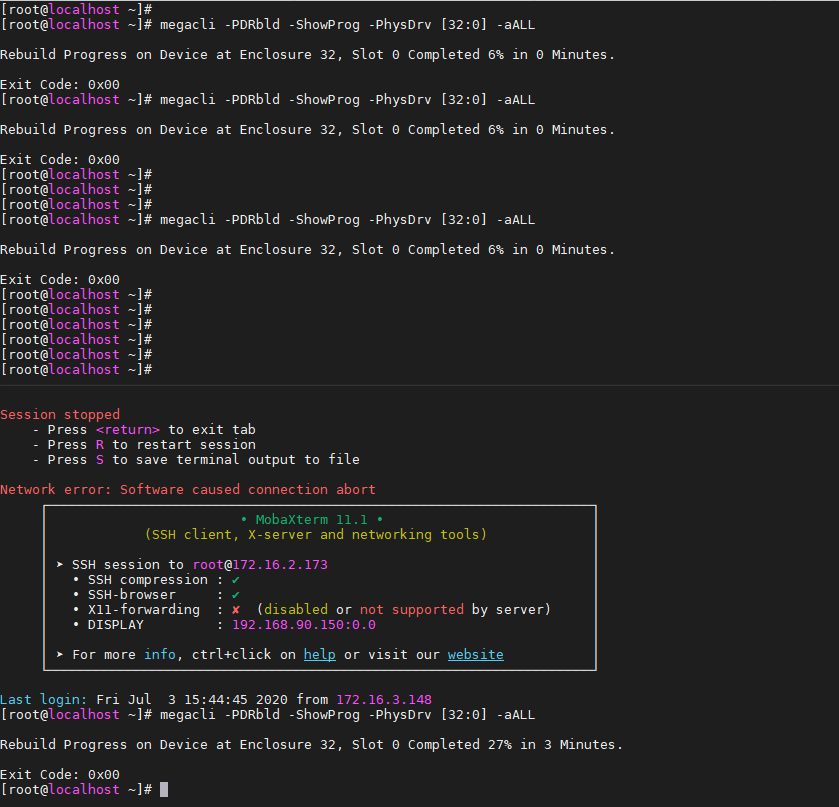 [root@localhost ~]#
[root@localhost ~]# megacli -PDRbld -ShowProg -PhysDrv [32:0] -aALL
Rebuild Progress on Device at Enclosure 32, Slot 0 Completed 6% in 0 Minutes.
Exit Code: 0x00
[root@localhost ~]# megacli -PDRbld -ShowProg -PhysDrv [32:0] -aALL
Rebuild Progress on Device at Enclosure 32, Slot 0 Completed 6% in 3 Minutes.
Exit Code: 0x00
[root@localhost ~]#
[root@localhost ~]#
[root@localhost ~]#
[root@localhost ~]# megacli -PDRbld -ShowProg -PhysDrv [32:0] -aALL
Rebuild Progress on Device at Enclosure 32, Slot 0 Completed 6% in 0 Minutes.
Exit Code: 0x00
[root@localhost ~]#
[root@localhost ~]#
[root@localhost ~]#
[root@localhost ~]#
[root@localhost ~]#
[root@localhost ~]#
Session stopped
- Press <return> to exit tab
- Press R to restart session
- Press S to save terminal output to file
Network error: Software caused connection abort
• MobaXterm 11.1 •
(SSH client, X-server and networking tools)
➤ SSH session to root@172.16.2.173
• SSH compression : ✔
• SSH-browser : ✔
• X11-forwarding : ✘ (disabled or not supported by server)
• DISPLAY : 192.168.90.150:0.0
➤ For more info, ctrl+click on help or visit our website
Last login: Fri Jul 3 15:44:45 2020 from 172.16.3.148
[root@localhost ~]# megacli -PDRbld -ShowProg -PhysDrv [32:0] -aALL
Rebuild Progress on Device at Enclosure 32, Slot 0 Completed 27% in 3 Minutes.
Exit Code: 0x00
[root@localhost ~]#